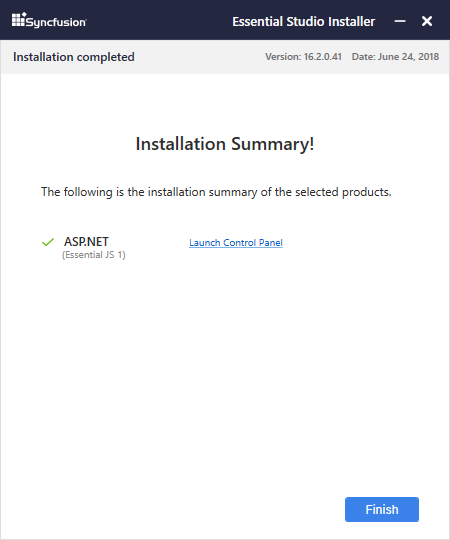 Syncfusion Essential Studio Installer
Installation completed Version: 16.2.0.41 Date: June 24, 2018
Installation Summary!
The following is the installation summary of the selected products.
ASP.NET Launch Control Panel
(Essential JS 1)
Finish